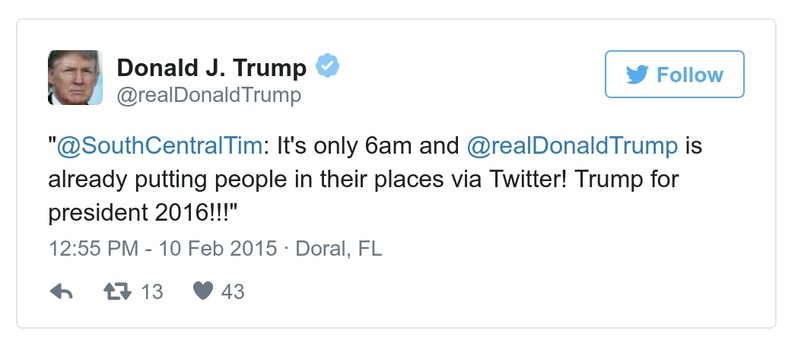 Donald J. Trump
@realDonaldTrump
Follow
"@SouthCentralTim: It's only 6am and @realDonaldTrump is
already putting people in their places via Twitter! Trump for
president 2016!!!"
12:55 PM - 10 Feb 2015 · Doral, FL
13 43